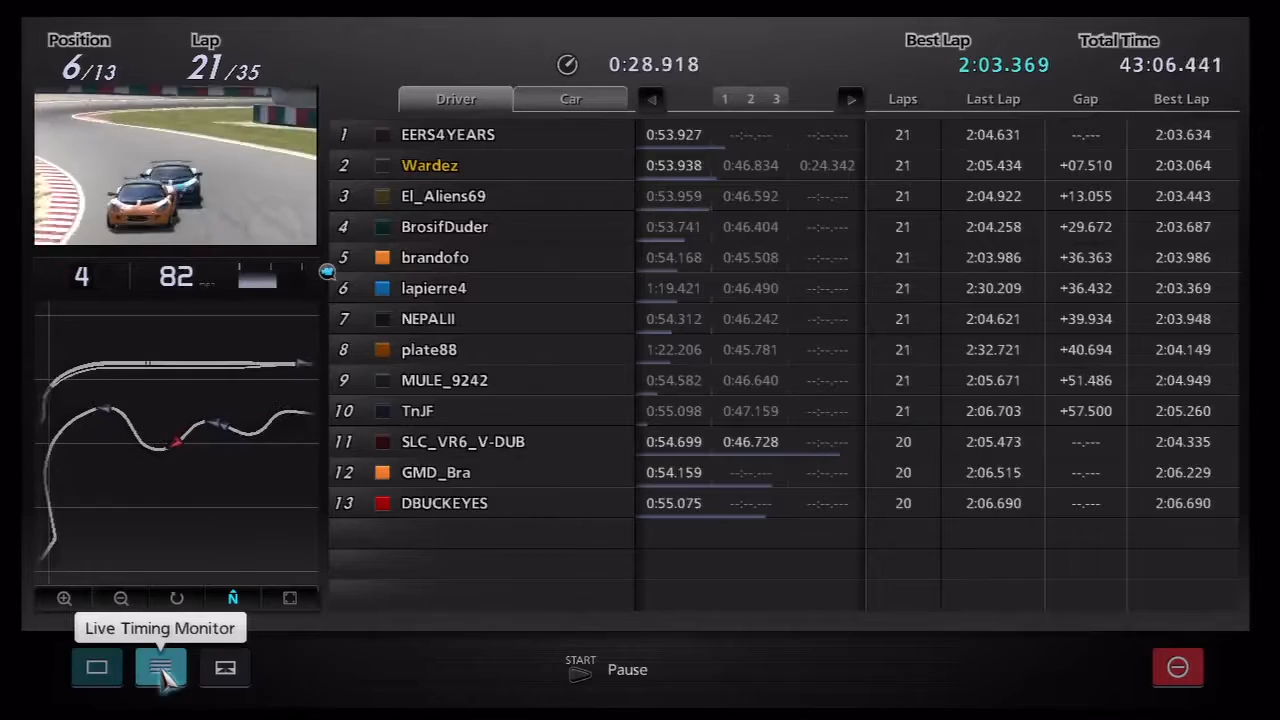 Position Lap Best Lap Total Time
6/13 21/35 0:28.918 2:03.369 43:06.441
Driver Car 1 2 3 Laps Last Lap Gap Best Lap
1 EERS4YEARS 0:53.927 --:--.--- --:--.--- 21 2:04.631 --.--- 2:03.634
2 Wardez 0:53.938 0:46.834 0:24.342 21 2:05.434 +07.510 2:03.064
3 El_Aliens69 0:53.959 0:46.592 --:--.--- 21 2:04.922 +13.055 2:03.443
4 BrosifDuder 0:53.741 0:46.404 --:--.--- 21 2:04.258 +29.672 2:03.687
5 brandofo 0:54.168 0:45.508 --:--.--- 21 2:03.986 +36.363 2:03.986
6 lapierre4 1:19.421 0:46.490 --:--.--- 21 2:30.209 +36.432 2:03.369
7 NEPALII 0:54.312 0:46.242 --:--.--- 21 2:04.621 +39.934 2:03.948
8 plate88 1:22.206 0:45.781 --:--.--- 21 2:32.721 +40.694 2:04.149
9 MULE_9242 0:54.582 0:46.640 --:--.--- 21 2:05.671 +51.486 2:04.949
10 TnJF 0:55.098 0:47.159 --:--.--- 21 2:06.703 +57.500 2:05.260
11 SLC_VR6_V-DUB 0:54.699 0:46.728 --:--.--- 20 2:05.473 --.--- 2:04.335
12 GMD_Bra 0:54.159 --:--.--- --:--.--- 20 2:06.515 --.--- 2:06.229
13 DBUCKEYES 0:55.075 --:--.--- --:--.--- 20 2:06.690 --.--- 2:06.690
4 82
N
Live Timing Monitor
START Pause